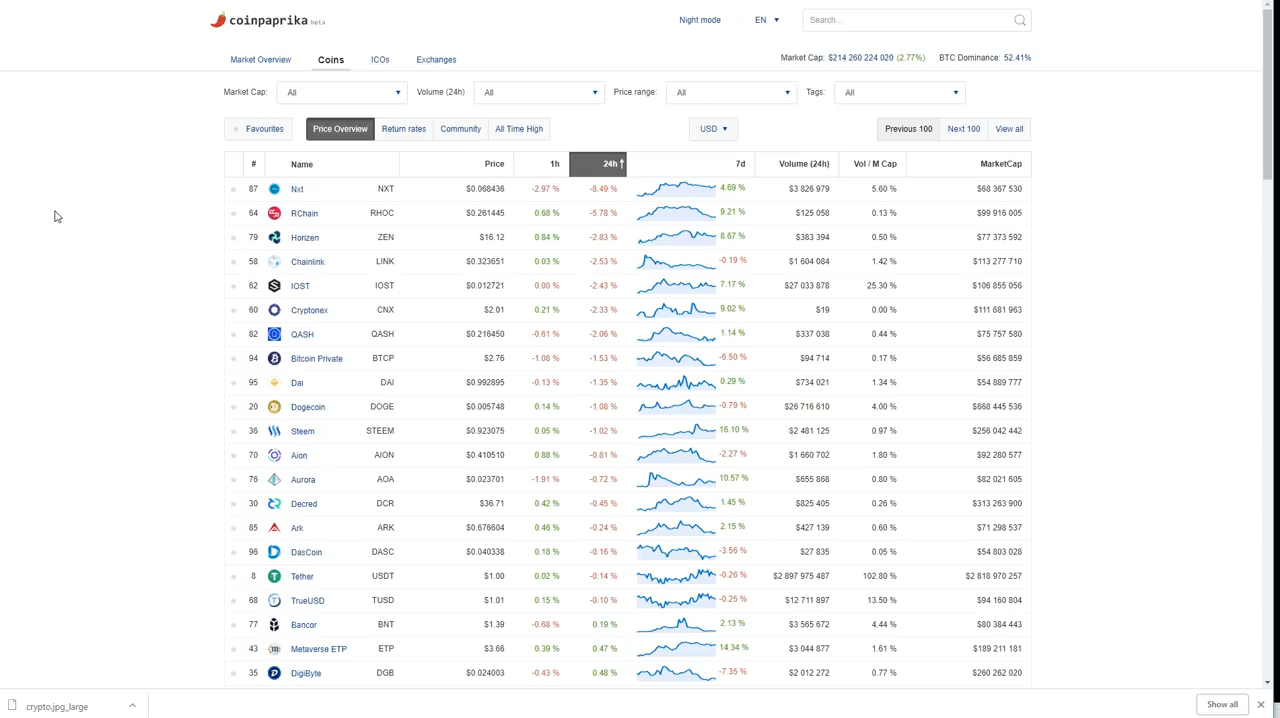 coinpaprika beta
Night mode EN Search...
Market Overview Coins ICOs Exchanges Market Cap: $214 260 224 020 (2.77%) BTC Dominance: 52.41%
Market Cap: All Volume (24h) All Price range: All Tags: All
Favourites Price Overview Return rates Community All Time High USD Previous 100 Next 100 View all
# Name Price 1h 24h 7d Volume (24h) Vol / M Cap MarketCap
87 Nxt NXT $0.068436 -2.97 % -8.49 % 4.69 % $3 826 979 5.60 % $68 367 530
64 RChain RHOC $0.261445 0.68 % -5.78 % 9.21 % $125 058 0.13 % $99 916 005
79 Horizen ZEN $16.12 0.84 % -2.83 % 8.67 % $383 394 0.50 % $77 373 592
58 Chainlink LINK $0.323651 0.03 % -2.53 % -0.19 % $1 604 084 1.42 % $113 277 710
62 IOST IOST $0.012721 0.00 % -2.43 % 7.17 % $27 033 878 25.30 % $106 855 056
60 Cryptonex CNX $2.01 0.21 % -2.33 % 9.02 % $19 0.00 % $111 681 963
82 QASH QASH $0.216450 -0.61 % -2.06 % 1.14 % $337 038 0.44 % $75 757 580
94 Bitcoin Private BTCP $2.76 -1.08 % -1.53 % -6.50 % $94 714 0.17 % $56 685 859
95 Dai DAI $0.992895 -0.13 % -1.35 % 0.29 % $734 021 1.34 % $54 889 777
20 Dogecoin DOGE $0.005748 0.14 % -1.08 % -0.79 % $26 716 610 4.00 % $668 445 536
36 Steem STEEM $0.923075 0.05 % -1.02 % 16.10 % $2 481 125 0.97 % $256 042 442
70 Aion AION $0.410510 0.88 % -0.81 % -2.27 % $1 660 702 1.80 % $92 280 577
76 Aurora AOA $0.023701 -1.91 % -0.72 % 10.57 % $655 868 0.80 % $82 021 605
30 Decred DCR $36.71 0.42 % -0.45 % 1.45 % $825 405 0.26 % $313 263 900
85 Ark ARK $0.676604 0.46 % -0.24 % 2.15 % $427 139 0.60 % $71 298 537
96 DasCoin DASC $0.040338 0.18 % -0.16 % -3.56 % $27 835 0.05 % $54 803 028
8 Tether USDT $1.00 0.02 % -0.14 % -0.26 % $2 897 975 487 102.80 % $2 818 970 257
68 TrueUSD TUSD $1.01 0.15 % -0.10 % -0.25 % $12 711 897 13.50 % $94 160 804
77 Bancor BNT $1.39 -0.68 % 0.19 % 2.13 % $3 565 672 4.44 % $80 384 443
43 Metaverse ETP ETP $3.66 0.39 % 0.47 % 14.34 % $3 044 877 1.61 % $189 211 181
35 DigiByte DGB $0.024003 -0.43 % 0.48 % -7.35 % $2 012 272 0.77 % $260 262 020
crypto.jpg_large Show all